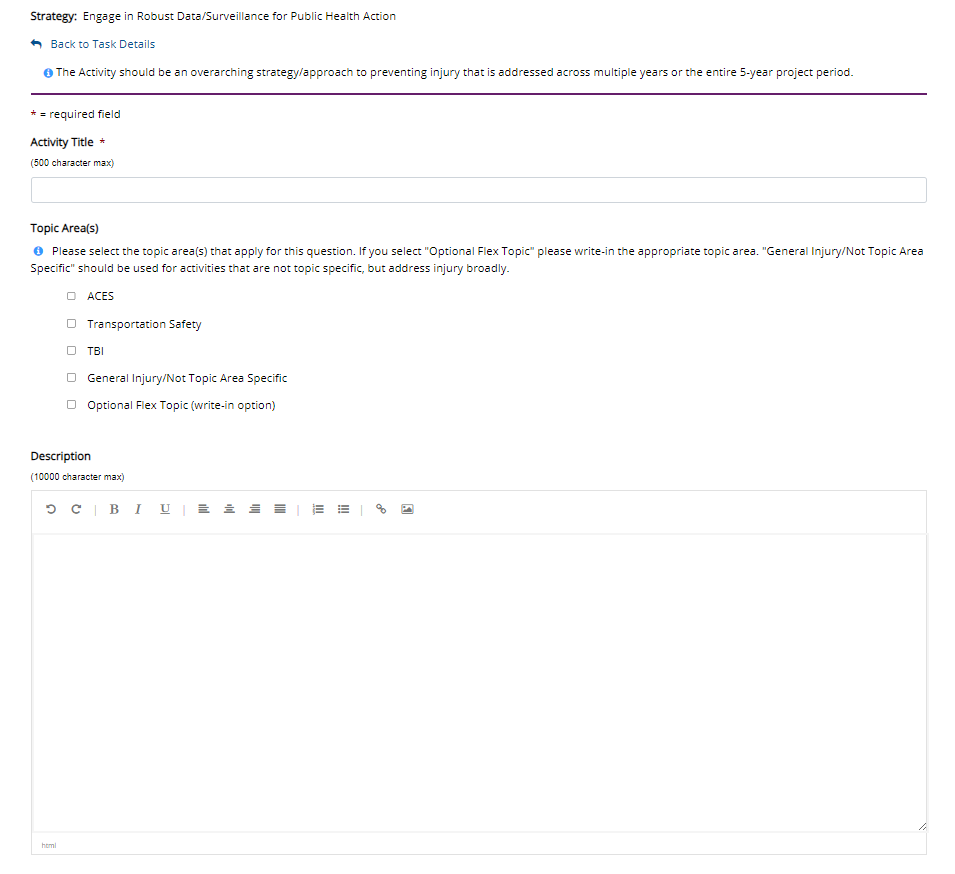 Strategy: Engage in Robust Data/Surveillance for Public Health Action
Back to Task Details
The Activity should be an overarching strategy/approach to preventing injury that is addressed across multiple years or the entire 5-year project period.
* = required field
Activity Title *
(500 character max)
Topic Area(s)
Please select the topic area(s) that apply for this question. If you select "Optional Flex Topic" please write-in the appropriate topic area. "General Injury/Not Topic Area
Specific" should be used for activities that are not topic specific, but address injury broadly.
ACES
Transportation Safety
TBI
General Injury/Not Topic Area Specific
Optional Flex Topic (write-in option)
Description
(10000 character max)
B I U
html